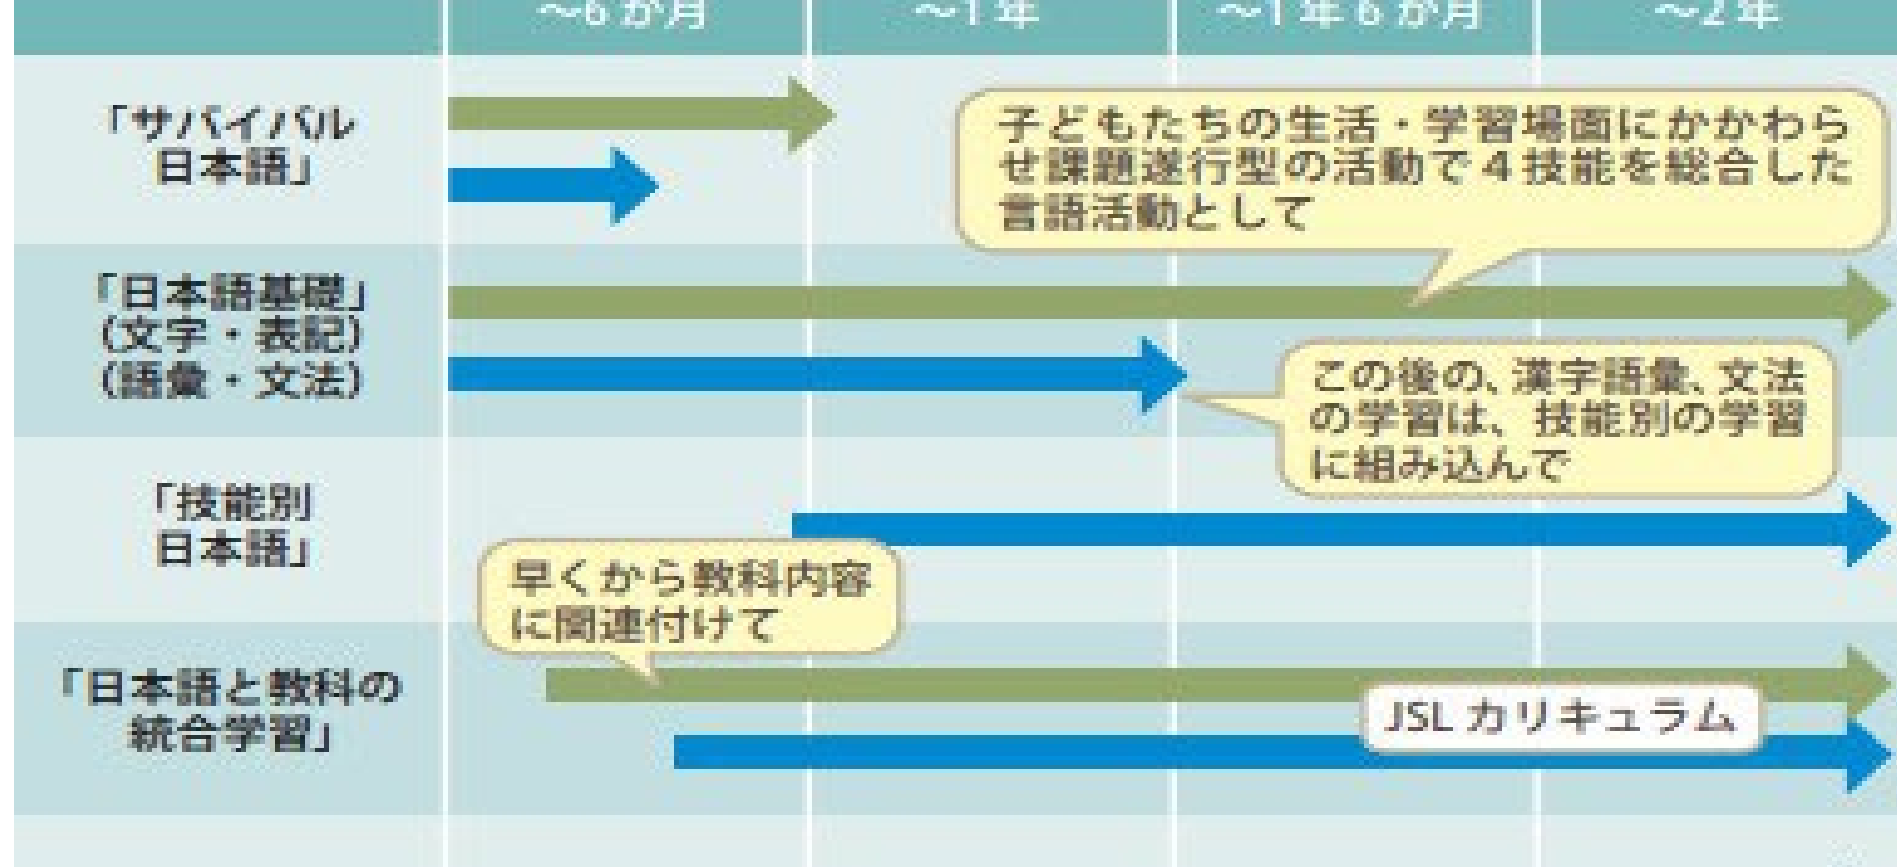 ～6か月
～1年
～1年6か月
～2年
「サバイバル
日本語」
子どもたちの生活・学習場面にかかわら
せ課題遂行型の活動で4技能を総合した
言語活動として
「日本語基礎」
（文字・表記）
（語彙・文法）
この後の、漢字語彙、文法
の学習は、技能別の学習
に組み込んで
「技能別
日本語」
早くから教科内容
に関連付けて
「日本語と教科の
統合学習」
JSLカリキュラム